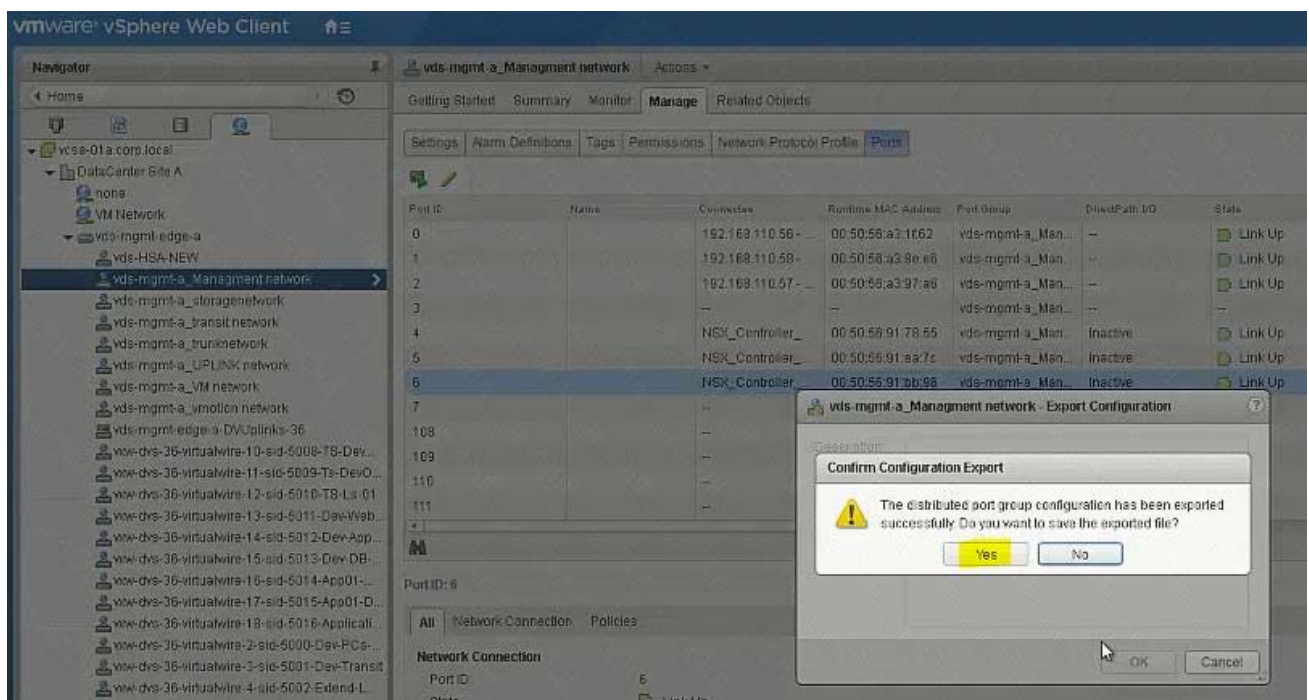 vmware® vSphere Web Client
Navigator
Home
vcsa-01a.corp.local
DataCenter Site A
none
VM Network
vds-mgmt-edge-a
vds-HSA-NEW
vds-mgmt-a_Managment network
vds-mgmt-a_storagenetwork
vds-mgmt-a_transit network
vds-mgmt-a_trunknetwork
vds-mgmt-a_UPLINK network
vds-mgmt-a_VM network
vds-mgmt-a_vmotion network
vds-mgmt-edge-a-DVUplinks-36
vxw-dvs-36-virtualwire-10-sid-5008-TS-Dev...
vxw-dvs-36-virtualwire-11-sid-5009-Ts-DevO...
vxw-dvs-36-virtualwire-12-sid-5010-TS-Ls-01
vxw-dvs-36-virtualwire-13-sid-5011-Dev-Web...
vxw-dvs-36-virtualwire-14-sid-5012-Dev-App...
vxw-dvs-36-virtualwire-15-sid-5013-Dev-DB-...
vxw-dvs-36-virtualwire-16-sid-5014-App01-...
vxw-dvs-36-virtualwire-17-sid-5015-App01-D...
vxw-dvs-36-virtualwire-18-sid-5016-Applicati...
vxw-dvs-36-virtualwire-2-sid-5000-Dev-PCs-...
vxw-dvs-36-virtualwire-3-sid-5001-Dev-Transit
vxw-dvs-36-virtualwire-4-sid-5002-Extend-L...
vds-mgmt-a_Managment network Actions
Getting Started Summary Monitor Manage Related Objects
Settings Alarm Definitions Tags Permissions Network Protocol Profile Ports
Port ID Name Connectee Runtime MAC Address Port Group DirectPath I/O State
0 192.168.110.56 - ... 00:50:56:a3:1f:62 vds-mgmt-a_Man... -- Link Up
1 192.168.110.58 - 00:50:56:a3:8e:e6 vds-mgmt-a_Man... -- Link Up
2 192.168.110.57 - ... 00:50:56:a3:97:a6 vds-mgmt-a_Man... -- Link Up
3 -- -- vds-mgmt-a_Man... -- --
4 NSX_Controller_ 00:50:56:91:78:55 vds-mgmt-a_Man... Inactive Link Up
5 NSX_Controller_ 00:50:56:91:aa:7c vds-mgmt-a_Man... Inactive Link Up
6 NSX_Controller_ 00:50:56:91:bb:98 vds-mgmt-a_Man... Inactive Link Up
7 --
108 --
109 --
110 --
111 --
vds-mgmt-a_Managment network - Export Configuration
Description:
Confirm Configuration Export
The distributed port group configuration has been exported
successfully. Do you want to save the exported file?
Yes No
OK Cancel
Port ID: 6
All Network Connection Policies
Network Connection
Port ID 6
State Link Up